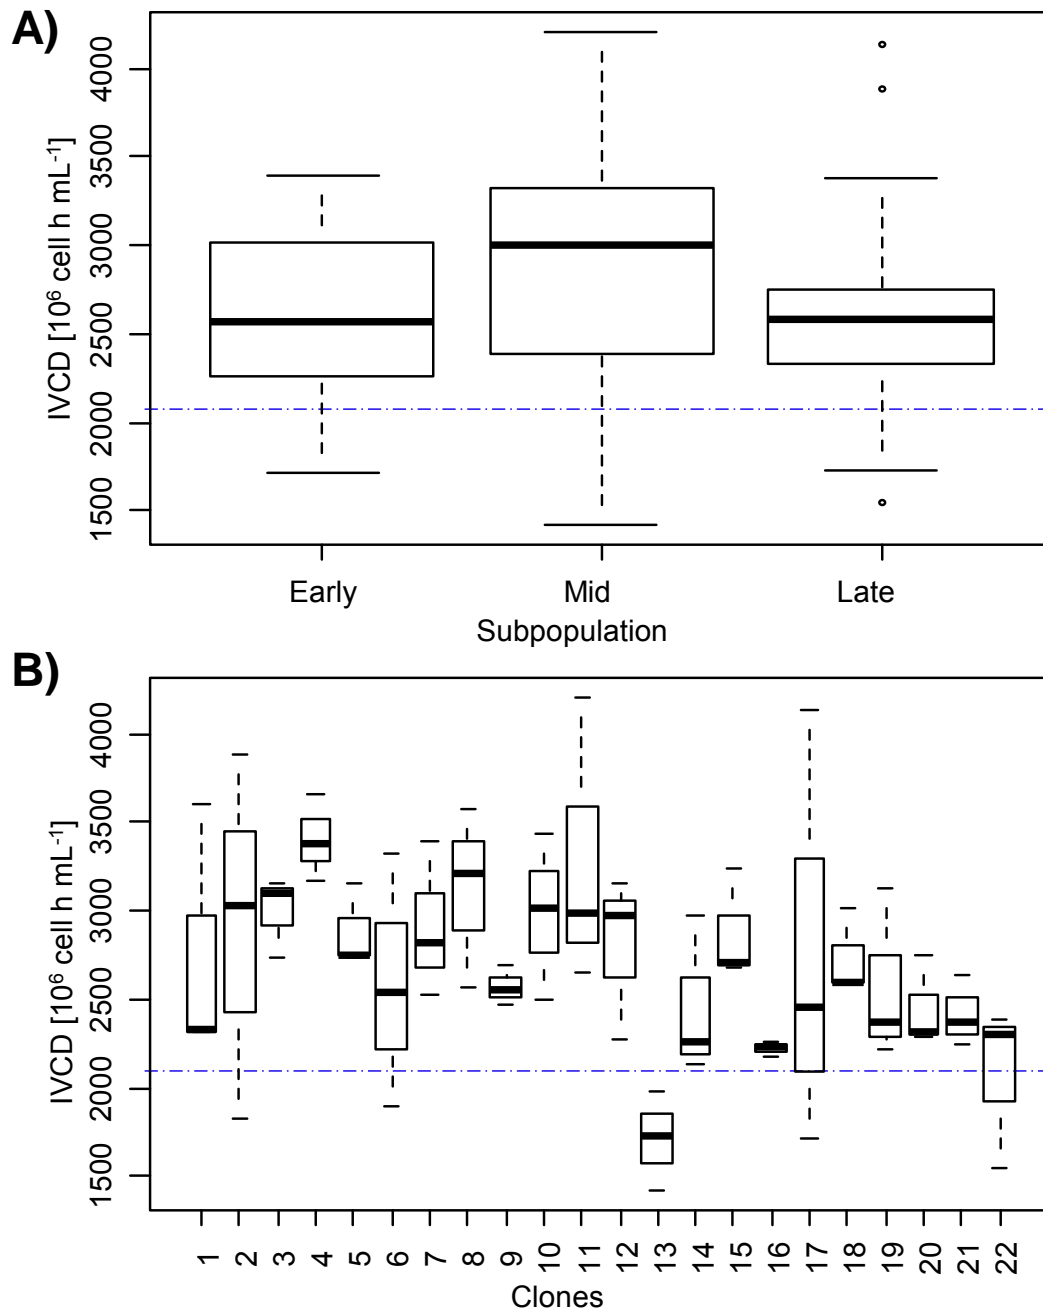 A)
IVCD [10⁶ cell h mL⁻¹]
4000
3500
3000
2500
2000
1500
Early Mid Late
Subpopulation
B)
IVCD [10⁶ cell h mL⁻¹]
4000
3500
3000
2500
2000
1500
1 2 3 4 5 6 7 8 9 10 11 12 13 14 15 16 17 18 19 20 21 22
Clones